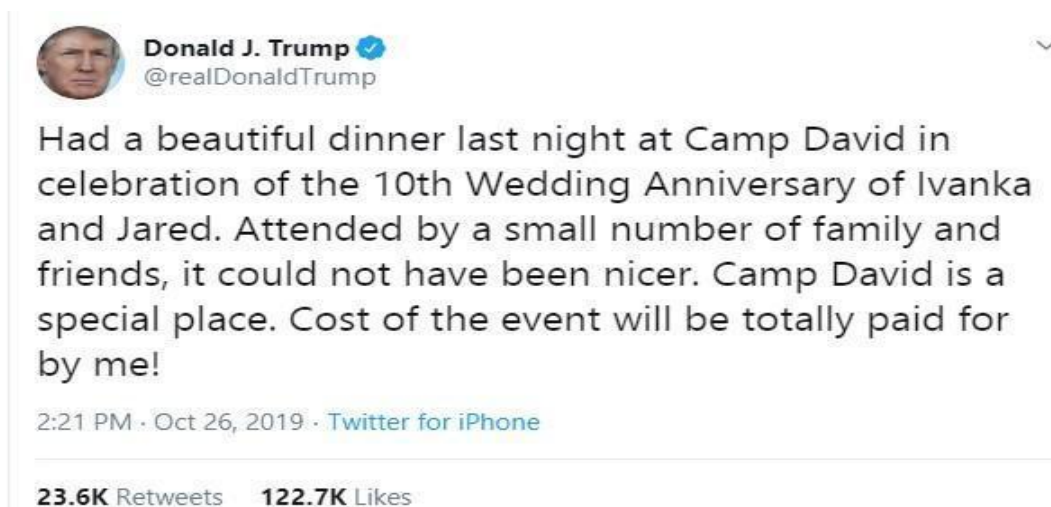 Donald J. Trump
@realDonaldTrump
Had a beautiful dinner last night at Camp David in
celebration of the 10th Wedding Anniversary of Ivanka
and Jared. Attended by a small number of family and
friends, it could not have been nicer. Camp David is a
special place. Cost of the event will be totally paid for
by me!
2:21 PM · Oct 26, 2019 · Twitter for iPhone
23.6K Retweets 122.7K Likes